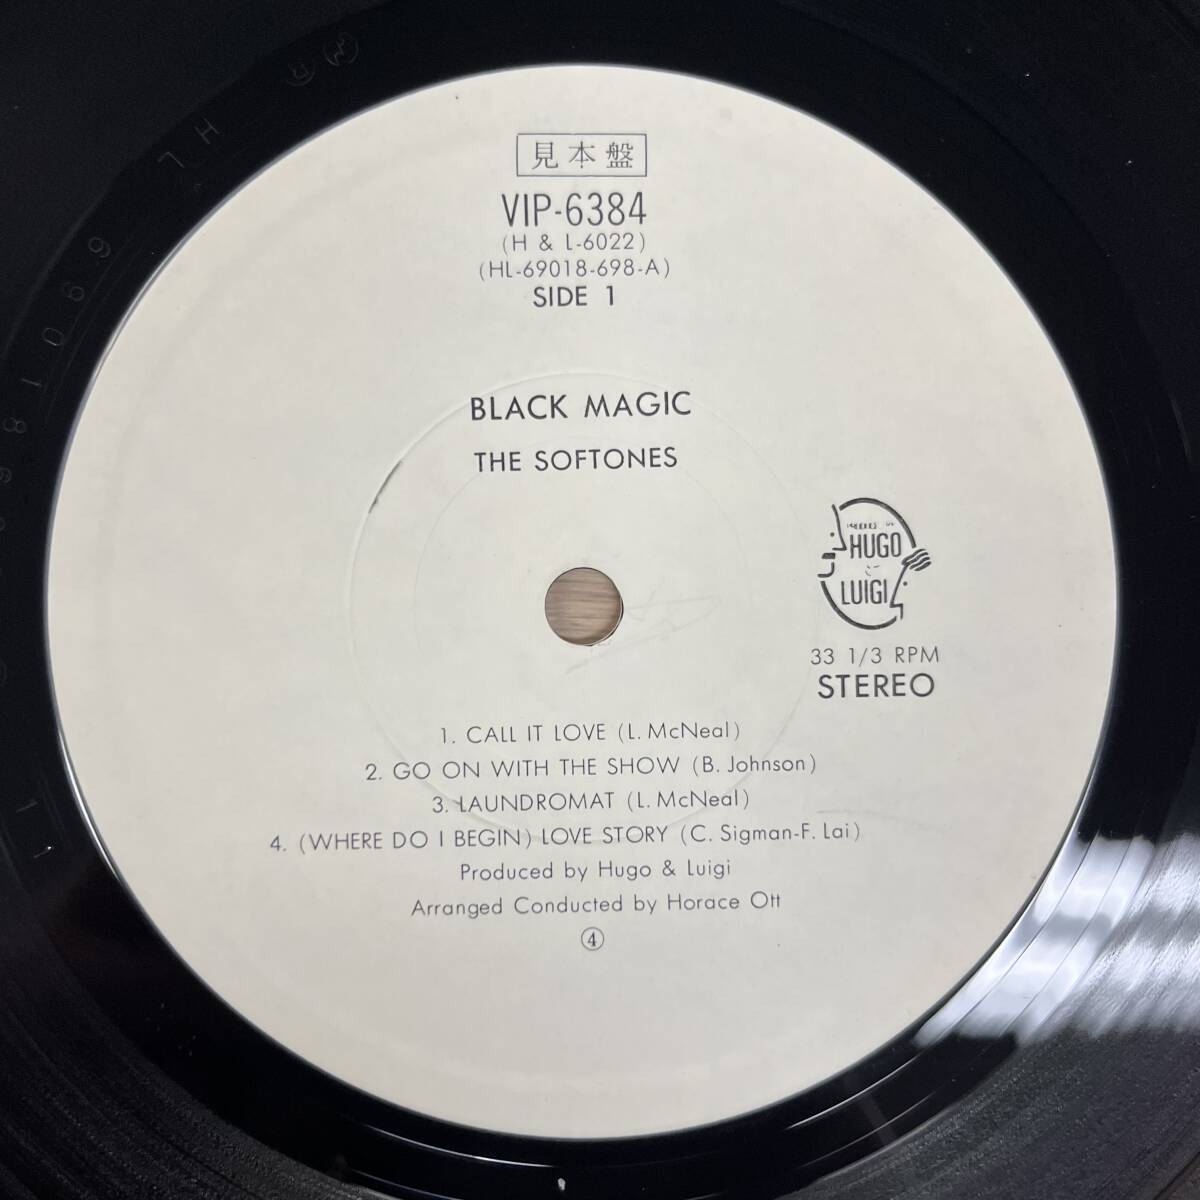 見本盤
VIP-6384
(H & L-6022)
(HL-69018-698-A)
SIDE 1
BLACK MAGIC
THE SOFTONES
HUGO
&
LUIGI
33 1/3 RPM
STEREO
1. CALL IT LOVE (L. McNeal)
2. GO ON WITH THE SHOW (B. Johnson)
3. LAUNDROMAT (L. McNeal)
4. (WHERE DO I BEGIN) LOVE STORY (C. Sigman-F. Lai)
Produced by Hugo & Luigi
Arranged Conducted by Horace Ott
④